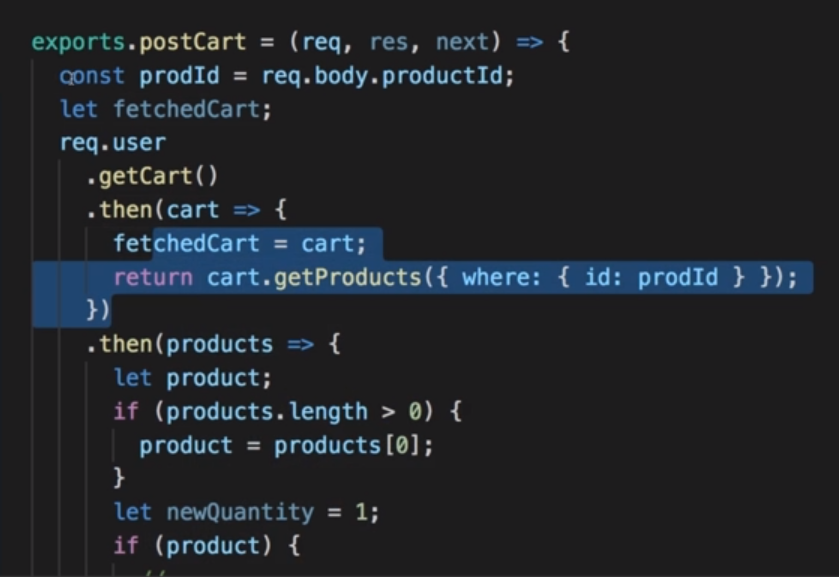 exports.postCart = (req, res, next) => {
const prodId = req.body.productId;
let fetchedCart;
req.user
.getCart()
.then(cart => {
fetchedCart = cart;
return cart.getProducts({ where: { id: prodId } });
})
.then(products => {
let product;
if (products.length > 0) {
product = products[0];
}
let newQuantity = 1;
if (product) {